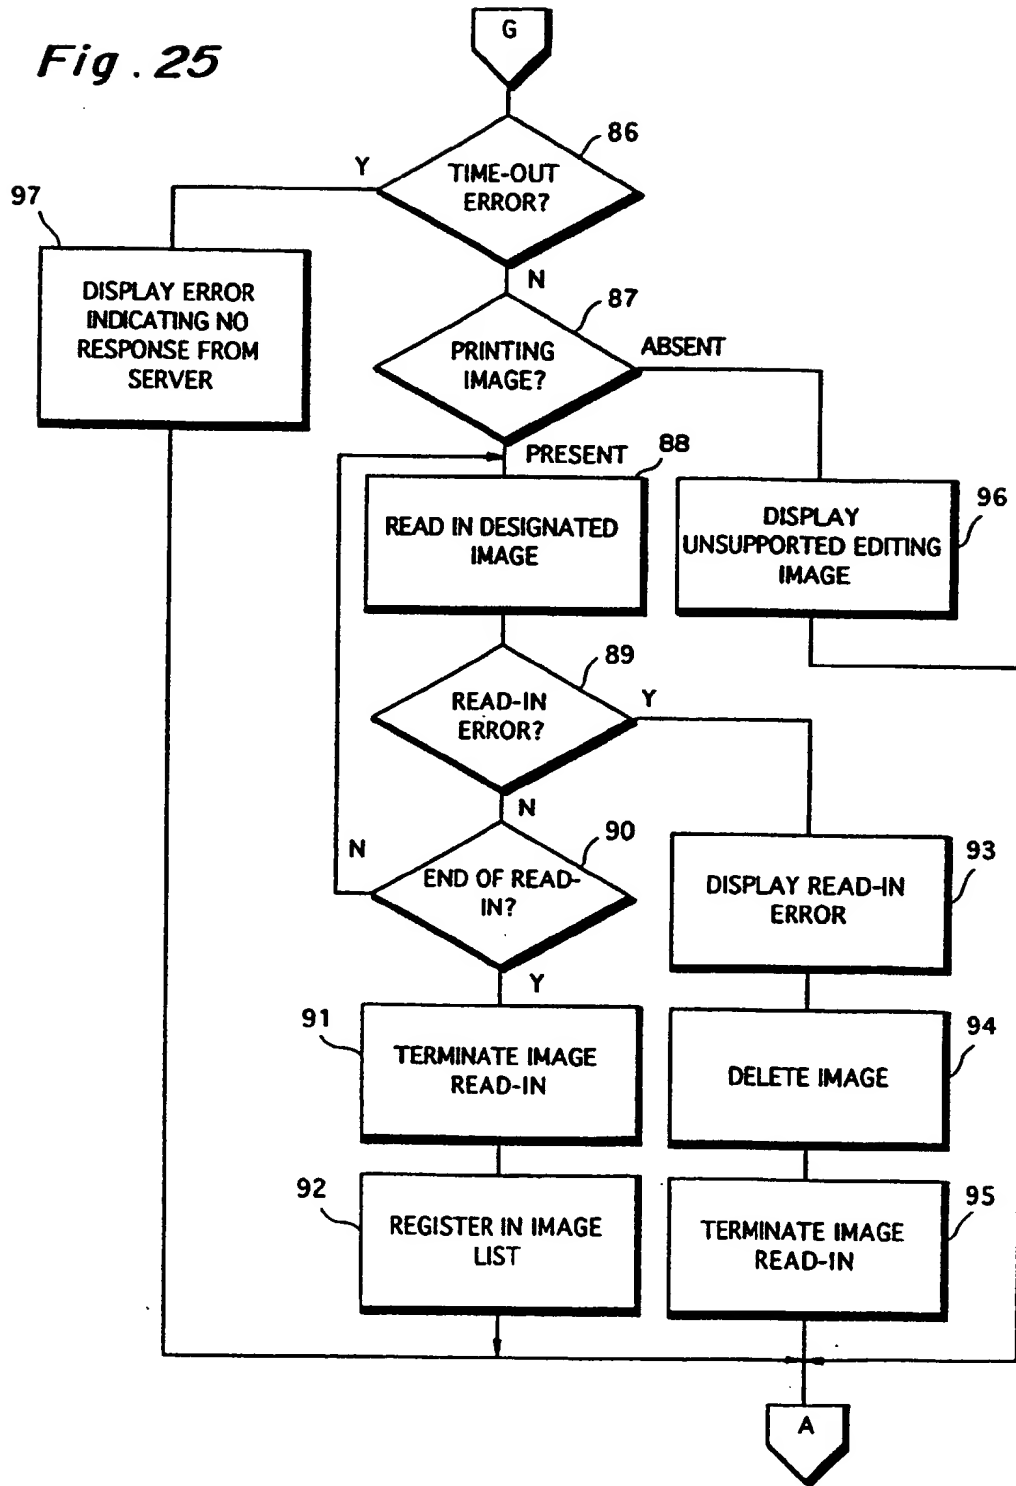 G
Fig. 25
86
TIME-OUT
ERROR?
Y
97
N
DISPLAY ERROR
INDICATING NO
RESPONSE FROM
SERVER
87
PRINTING
IMAGE?
ABSENT
PRESENT
88
READ IN DESIGNATED
IMAGE
96
DISPLAY
UNSUPPORTED EDITING
IMAGE
89
READ-IN
ERROR?
Y
N
90
N
END OF READ-
IN?
Y
93
DISPLAY READ-IN
ERROR
91
TERMINATE IMAGE
READ-IN
94
DELETE IMAGE
92
REGISTER IN IMAGE
LIST
95
TERMINATE IMAGE
READ-IN
A